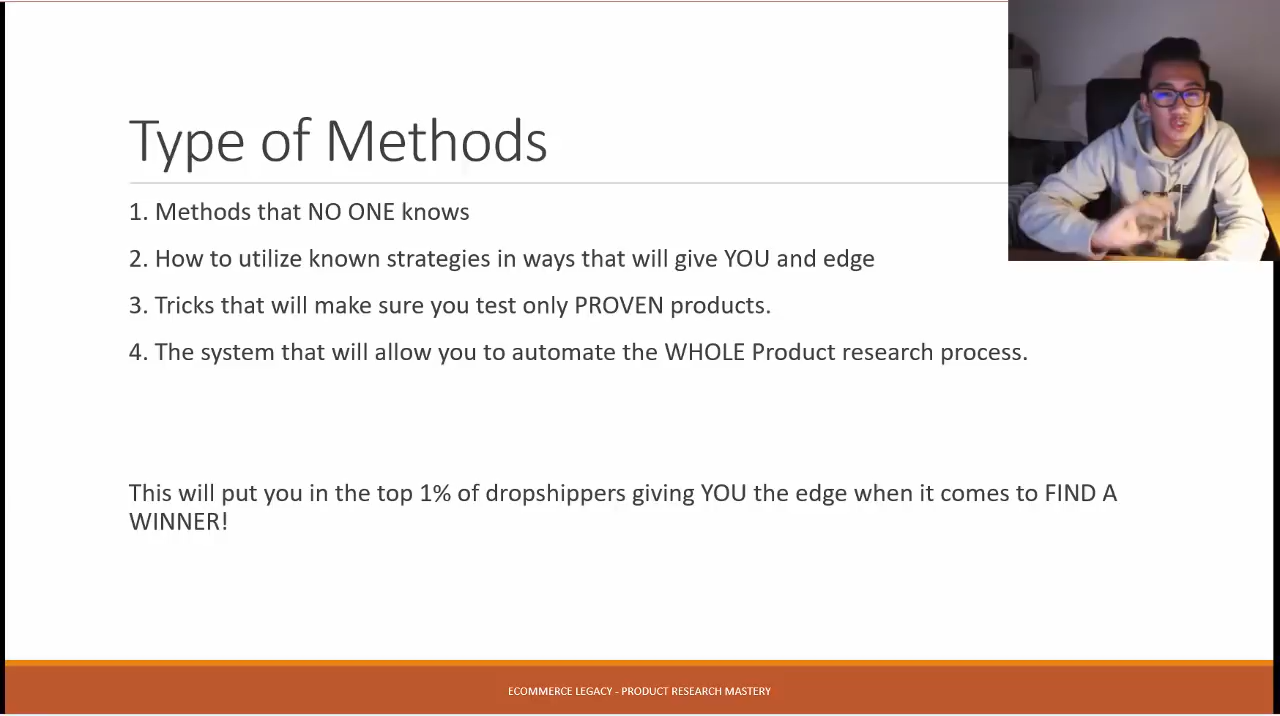 Type of Methods
1. Methods that NO ONE knows
2. How to utilize known strategies in ways that will give YOU and edge
3. Tricks that will make sure you test only PROVEN products.
4. The system that will allow you to automate the WHOLE Product research process.
This will put you in the top 1% of dropshippers giving YOU the edge when it comes to FIND A
WINNER!
ECOMMERCE LEGACY - PRODUCT RESEARCH MASTERY